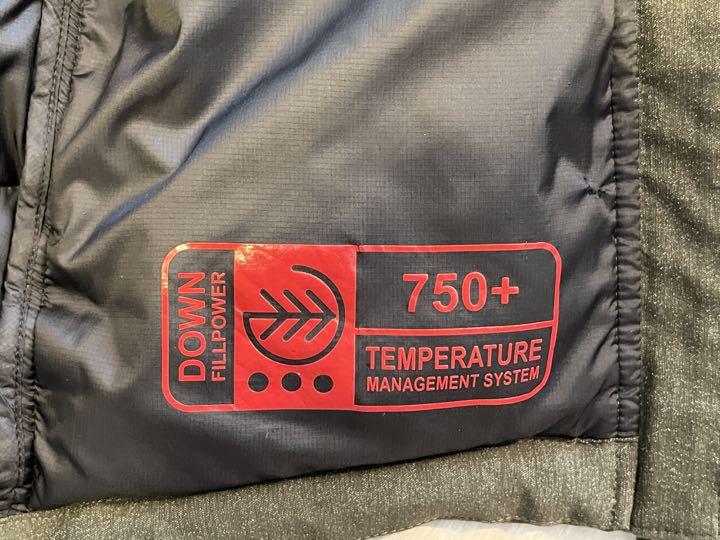 DOWN
FILLPOWER
750+
TEMPERATURE
MANAGEMENT SYSTEM